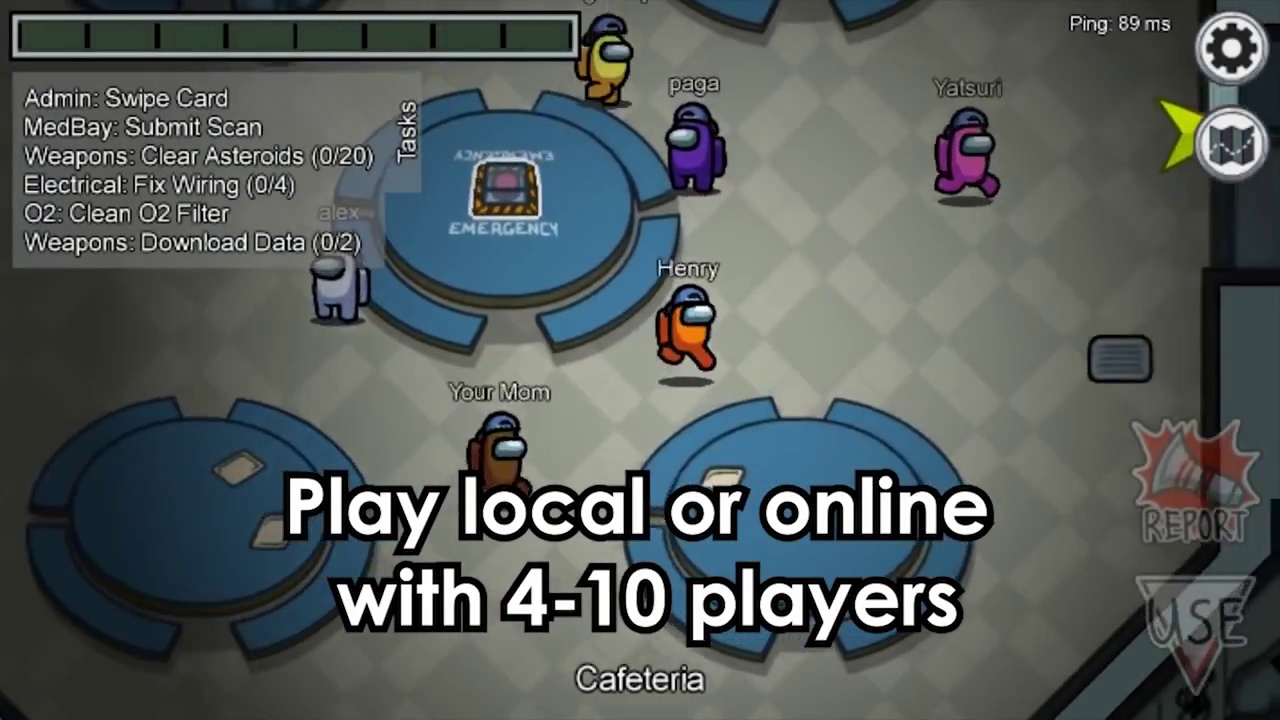 Ping: 89 ms
Admin: Swipe Card
MedBay: Submit Scan
Weapons: Clear Asteroids (0/20)
Electrical: Fix Wiring (0/4)
O2: Clean O2 Filter
Weapons: Download Data (0/2)
Tasks
paga
Yatsuri
EMERGENCY
EMERGENCY
alex
Henry
Your Mom
Play local or online
with 4-10 players
REPORT
USE
Cafeteria